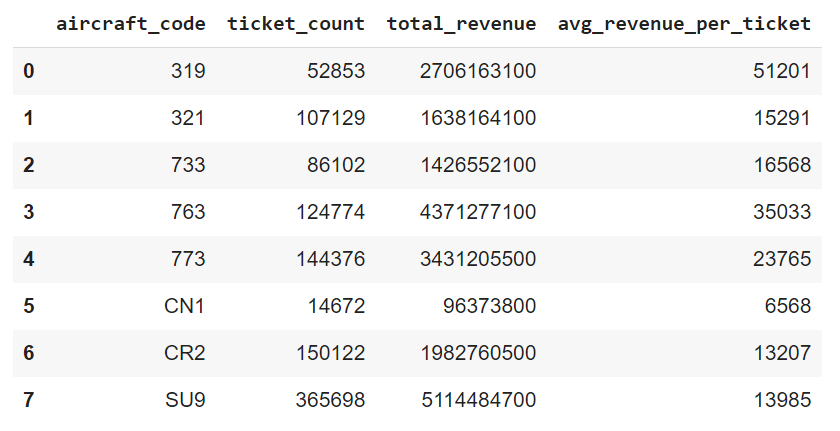 aircraft_code ticket_count total_revenue avg_revenue_per_ticket
0 319 52853 2706163100 51201
1 321 107129 1638164100 15291
2 733 86102 1426552100 16568
3 763 124774 4371277100 35033
4 773 144376 3431205500 23765
5 CN1 14672 96373800 6568
6 CR2 150122 1982760500 13207
7 SU9 365698 5114484700 13985